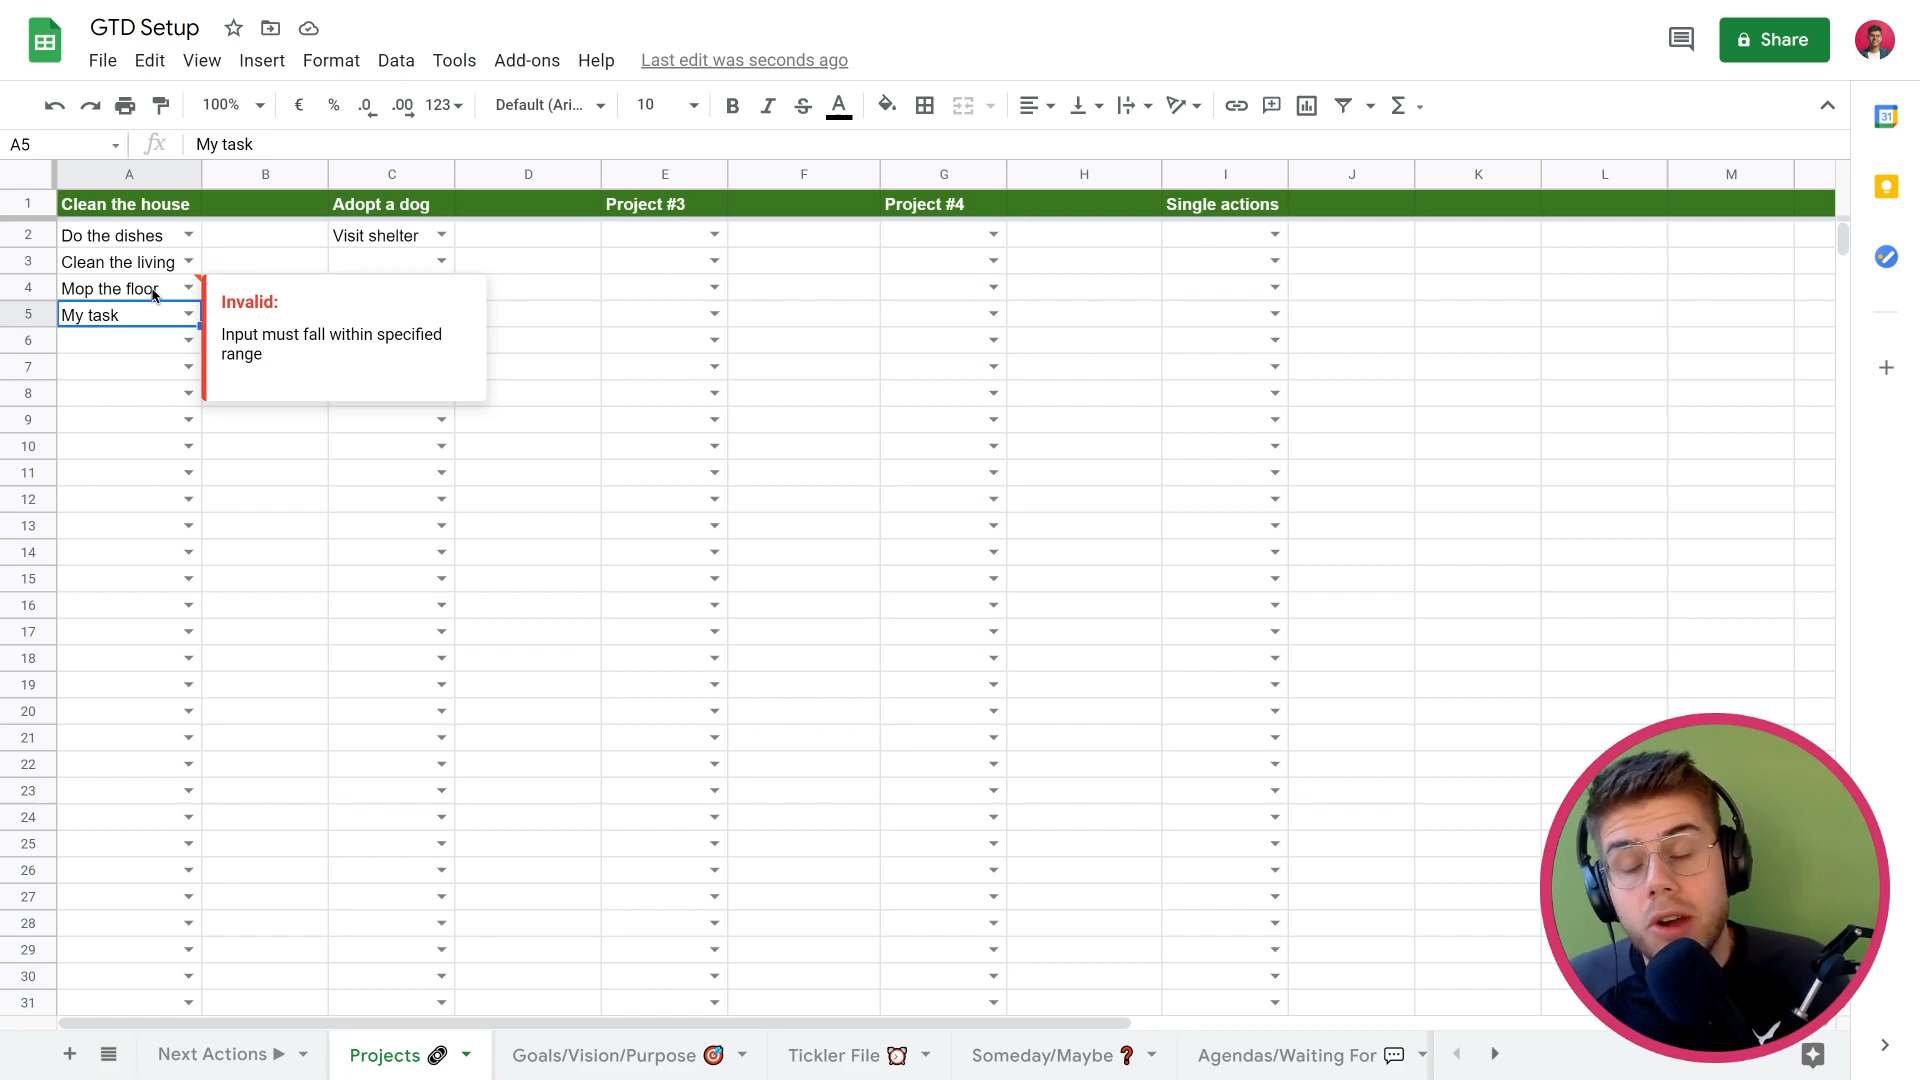 GTD Setup
File Edit View Insert Format Data Tools Add-ons Help Last edit was seconds ago
Share
100% € % .0 .00 123 Default (Ari... 10 B I S A
31
A5 fx My task
A B C D E F G H I J K L M
1 Clean the house Adopt a dog Project #3 Project #4 Single actions
2 Do the dishes Visit shelter
3 Clean the living
4 Mop the floor
Invalid:
5 My task
Input must fall within specified
range
6
7
8
9
10
11
12
13
14
15
16
17
18
19
20
21
22
23
24
25
26
27
28
29
30
31
Next Actions Projects Goals/Vision/Purpose Tickler File Someday/Maybe ❓ Agendas/Waiting For